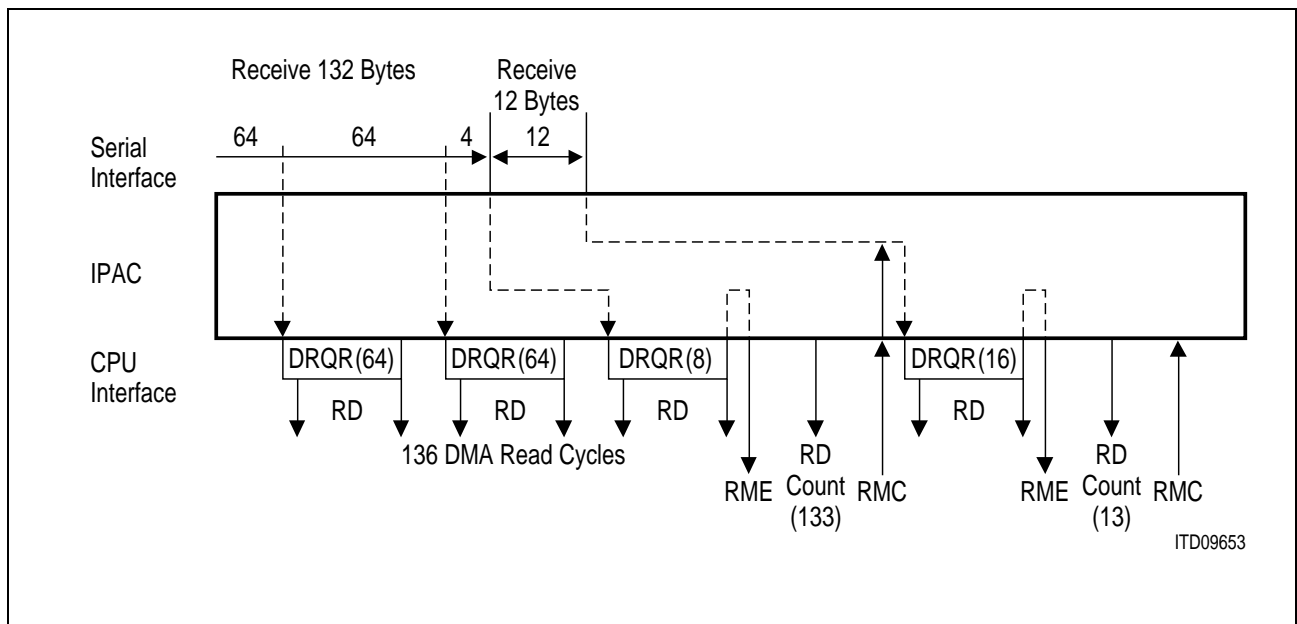 Receive 132 Bytes
Receive
12 Bytes
64
64
4
12
Serial
Interface
IPAC
CPU
Interface
DRQR(64)
DRQR(64)
DRQR(8)
DRQR(16)
RD
RD
RD
RD
136 DMA Read Cycles
RME
RD
Count
(133)
RMC
RME
RD
Count
(13)
RMC
ITD09653